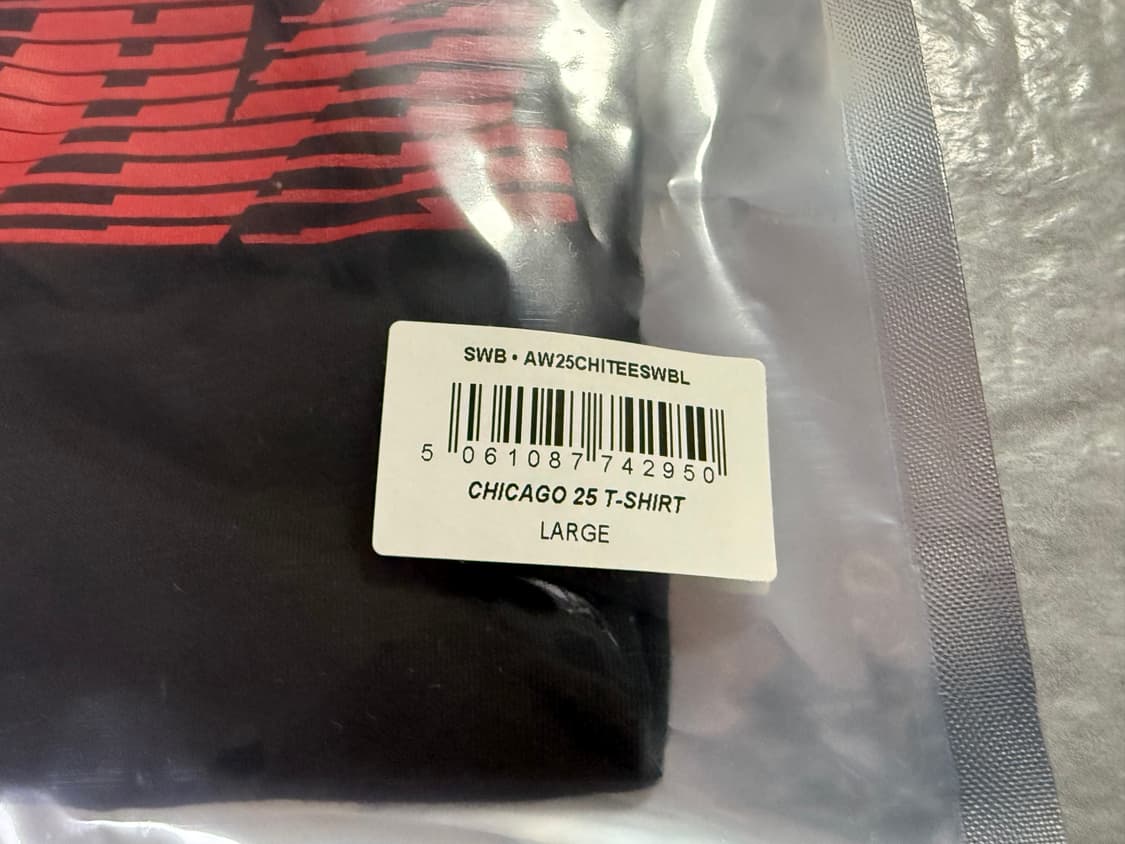 SWB • AW25CHITEESWBL
5 061087 742950
CHICAGO 25 T-SHIRT
LARGE